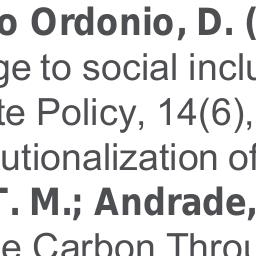 o Ordonio, D. (
ge to social inclu
te Policy, 14(6),
utionalization of
T. M.; Andrade,
e Carbon Throu